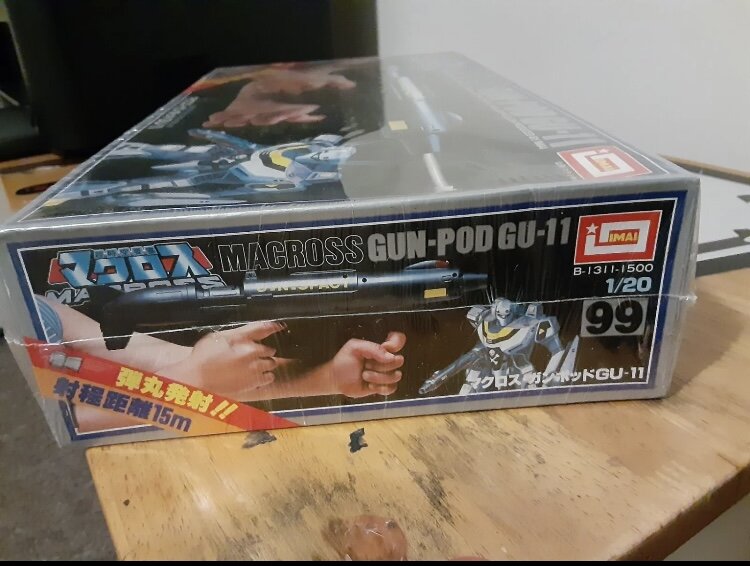 マクロス
MACROSS
MACROSS GUN-POD GU-11
IMAI
B-1311-1500
1/20
99
CENTOPACT
弾丸発射!!
射程距離15m
マクロス ガンポッドGU-11
IMAI